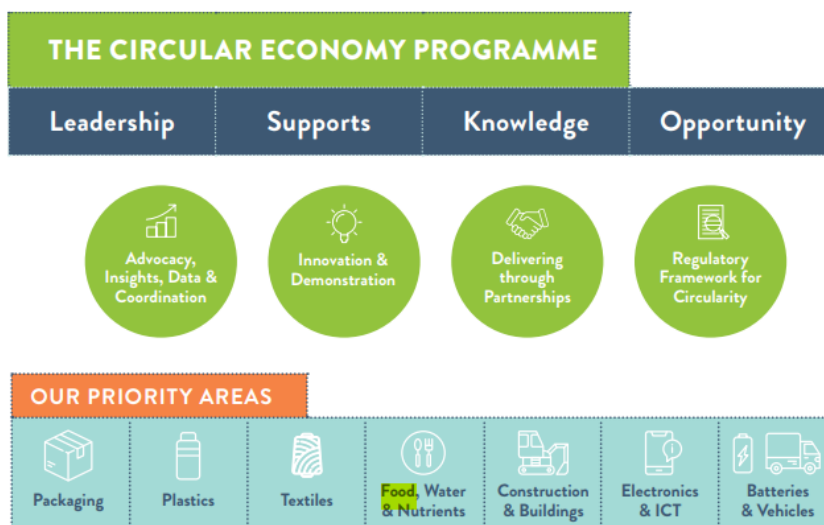 THE CIRCULAR ECONOMY PROGRAMME
Leadership
Supports
Knowledge
Opportunity
Advocacy,
Insights, Data &
Coordination
Innovation &
Demonstration
Delivering
through
Partnerships
Regulatory
Framework for
Circularity
OUR PRIORITY AREAS
Packaging
Plastics
Textiles
Food, Water
& Nutrients
Construction
& Buildings
Electronics
& ICT
Batteries
& Vehicles